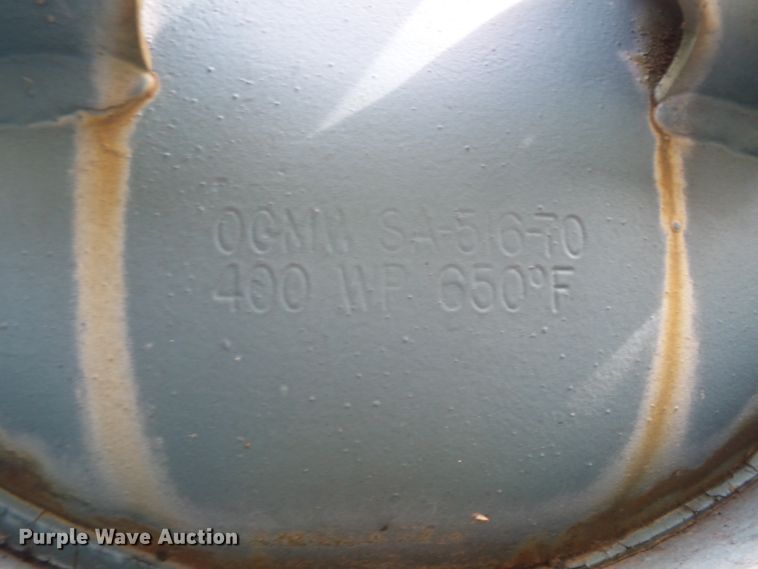 OGMM SA-516-70
400 WP 650°F
Purple Wave Auction